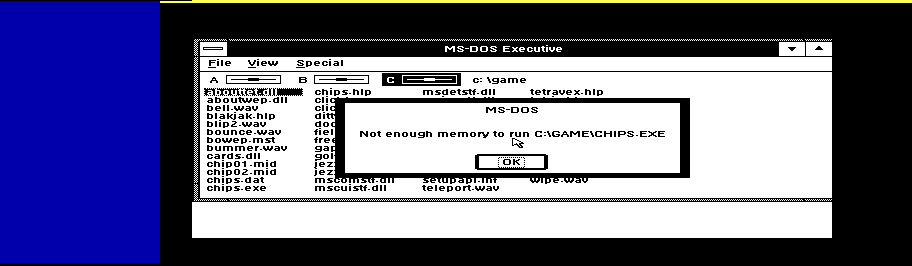 MS-DOS Executive
File View Special
A B C c: \game
chips.hlp msdetstf.dll tetravex.hlp
aboutwep.dll
bell.wav
blakjak.hlp
blip2.wav
bounce.wav
bowep.mst
bummer.wav
cards.dll
chip01.mid
chip02.mid
chips.dat mscomstf.dll setupapi.inf wipe.wav
chips.exe mscuistf.dll teleport.wav
MS-DOS
Not enough memory to run C:\GAME\CHIPS.EXE
OK